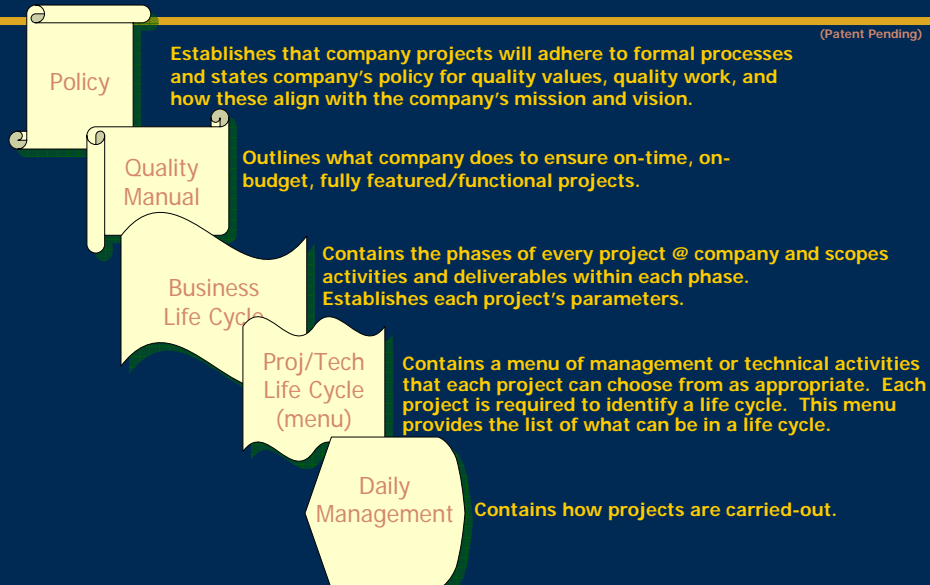 (Patent Pending)
Policy
Establishes that company projects will adhere to formal processes
and states company's policy for quality values, quality work, and
how these align with the company's mission and vision.
Quality
Manual
Outlines what company does to ensure on-time, on-
budget, fully featured/functional projects.
Business
Life Cycle
Contains the phases of every project @ company and scopes
activities and deliverables within each phase.
Establishes each project's parameters.
Proj/Tech
Life Cycle
(menu)
Contains a menu of management or technical activities
that each project can choose from as appropriate.  Each
project is required to identify a life cycle.  This menu
provides the list of what can be in a life cycle.
Daily
Management
Contains how projects are carried-out.